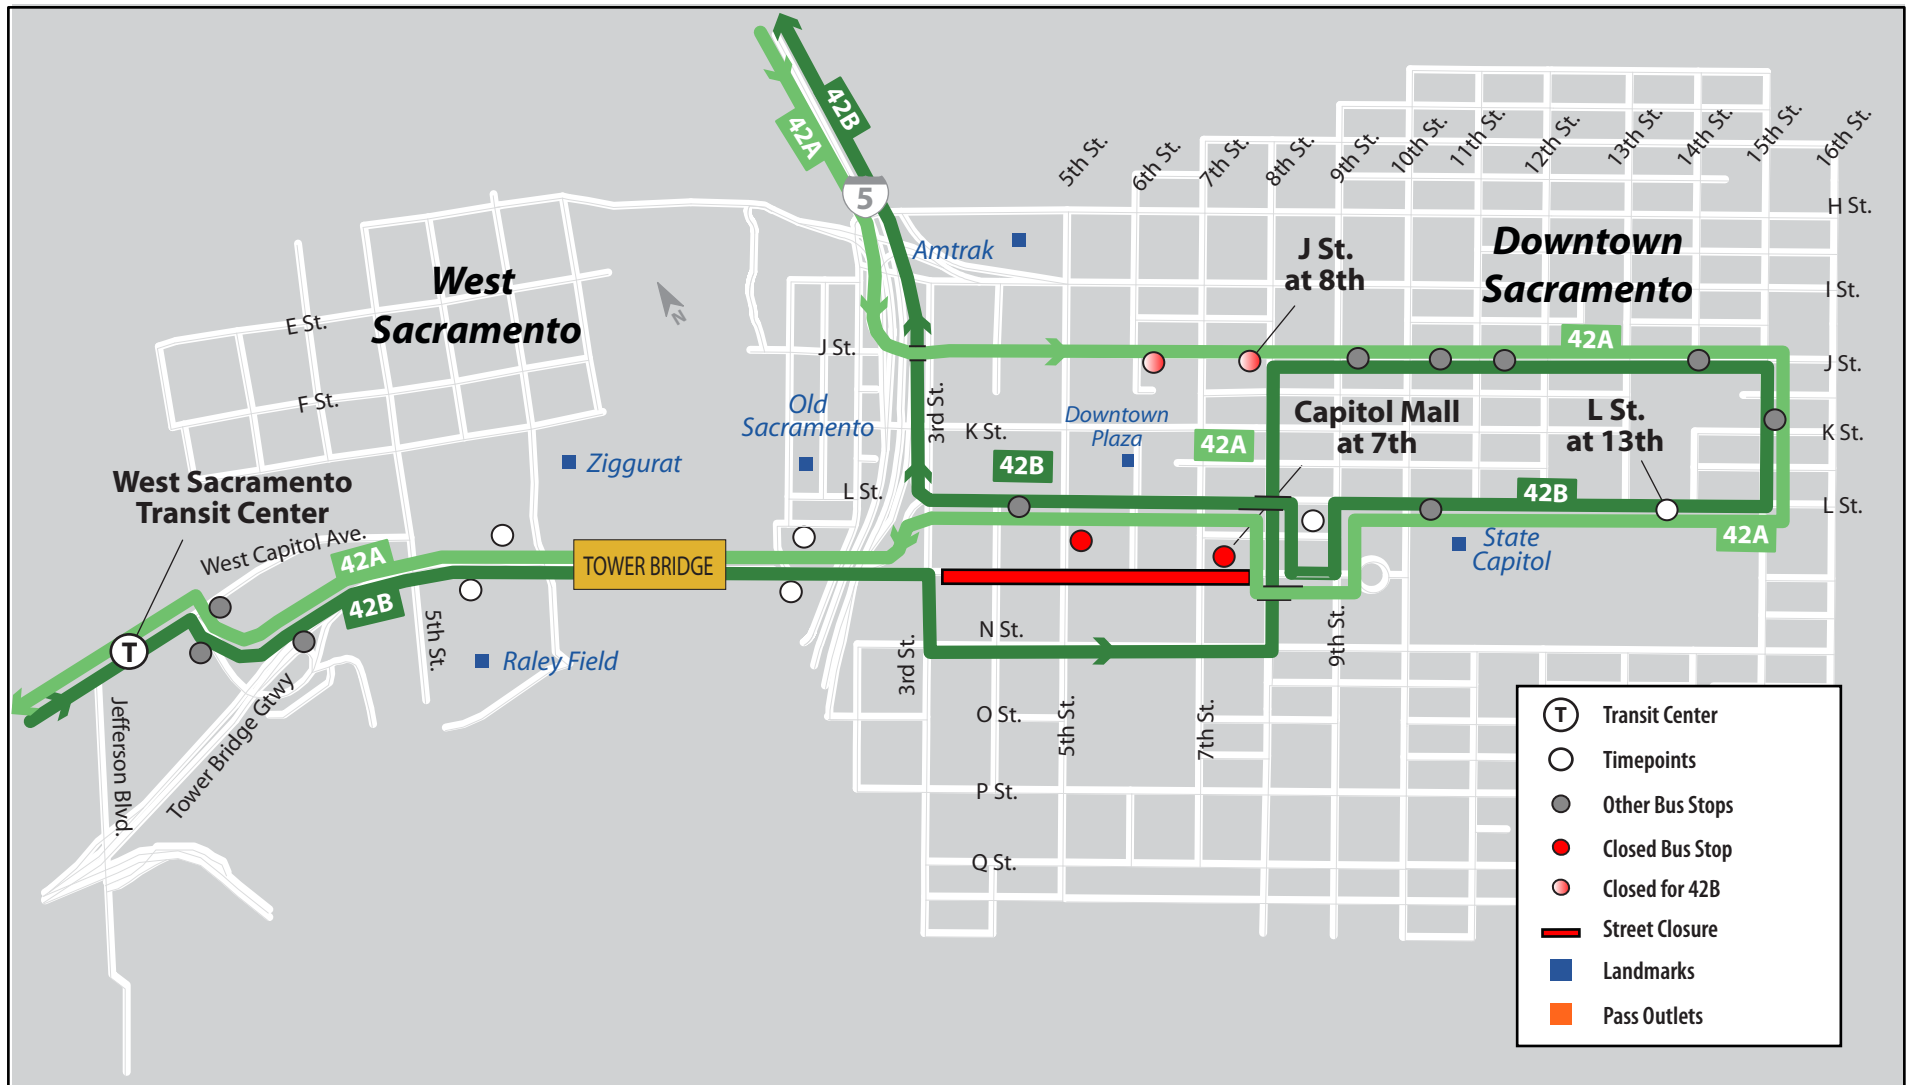 42B
42A
5
5th St.
6th St.
7th St.
8th St.
9th St.
10th St.
11th St.
12th St.
13th St.
14th St.
15th St.
16th St.
H St.
Amtrak
J St.
at 8th
Downtown
Sacramento
West
Sacramento
I St.
N
E St.
J St.
42A
J St.
F St.
Old
Sacramento
3rd St.
K St.
Downtown
Plaza
42A
Capitol Mall
at 7th
L St.
at 13th
K St.
Ziggurat
42B
West Sacramento
Transit Center
L St.
42B
L St.
West Capitol Ave.
42A
TOWER BRIDGE
State
Capitol
42A
42B
5th St.
T
Raley Field
N St.
3rd St.
9th St.
Jefferson Blvd.
Tower Bridge Gtwy
O St.
5th St.
7th St.
P St.
Q St.
T Transit Center
Timepoints
Other Bus Stops
Closed Bus Stop
Closed for 42B
Street Closure
Landmarks
Pass Outlets